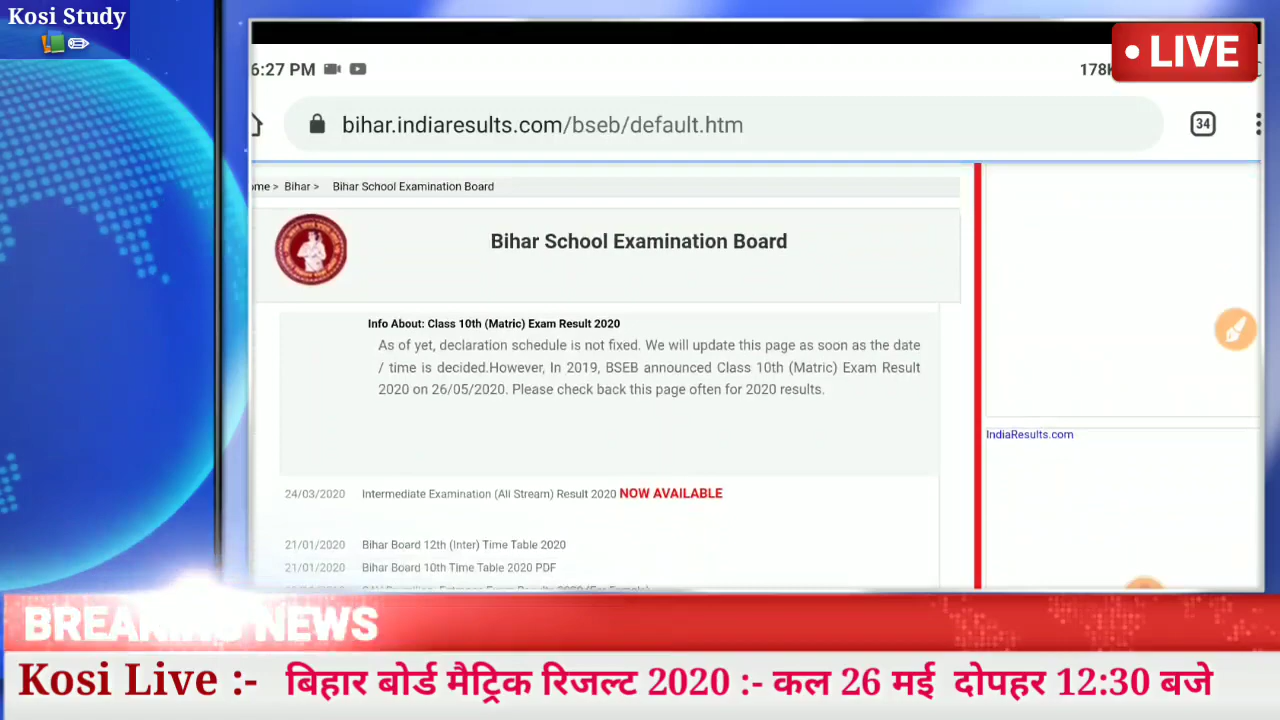 Kosi Study
LIVE
6:27 PM
178K
bihar.indiaresults.com/bseb/default.htm
34
me > Bihar > Bihar School Examination Board
Bihar School Examination Board
Info About: Class 10th (Matric) Exam Result 2020
As of yet, declaration schedule is not fixed. We will update this page as soon as the date
/ time is decided.However, In 2019, BSEB announced Class 10th (Matric) Exam Result
2020 on 26/05/2020. Please check back this page often for 2020 results.
IndiaResults.com
24/03/2020 Intermediate Examination (All Stream) Result 2020 NOW AVAILABLE
21/01/2020 Bihar Board 12th (Inter) Time Table 2020
21/01/2020 Bihar Board 10th Time Table 2020 PDF
BREAKING NEWS
Kosi Live :- बिहार बोर्ड मैट्रिक रिजल्ट 2020 :- कल 26 मई दोपहर 12:30 बजे